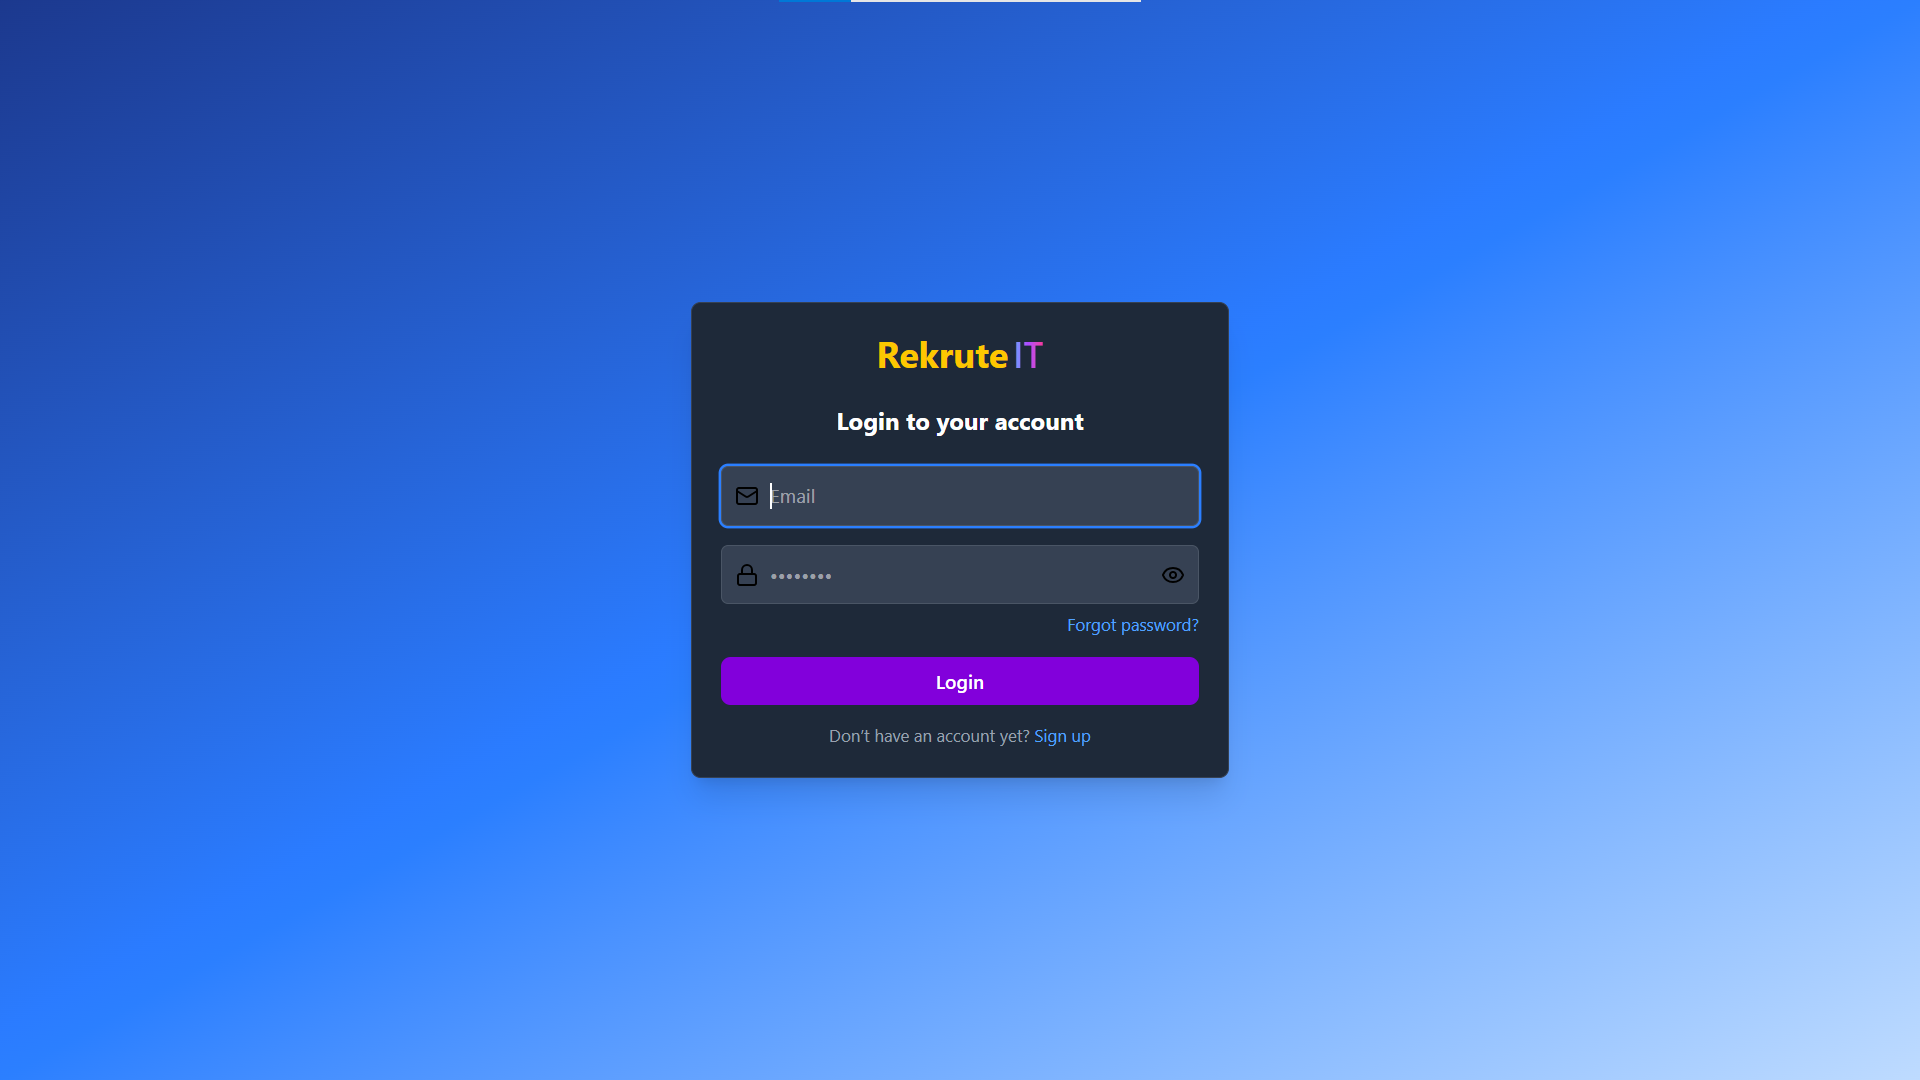 Rekrute IT
Login to your account
Email
••••••••
Forgot password?
Login
Don’t have an account yet? Sign up